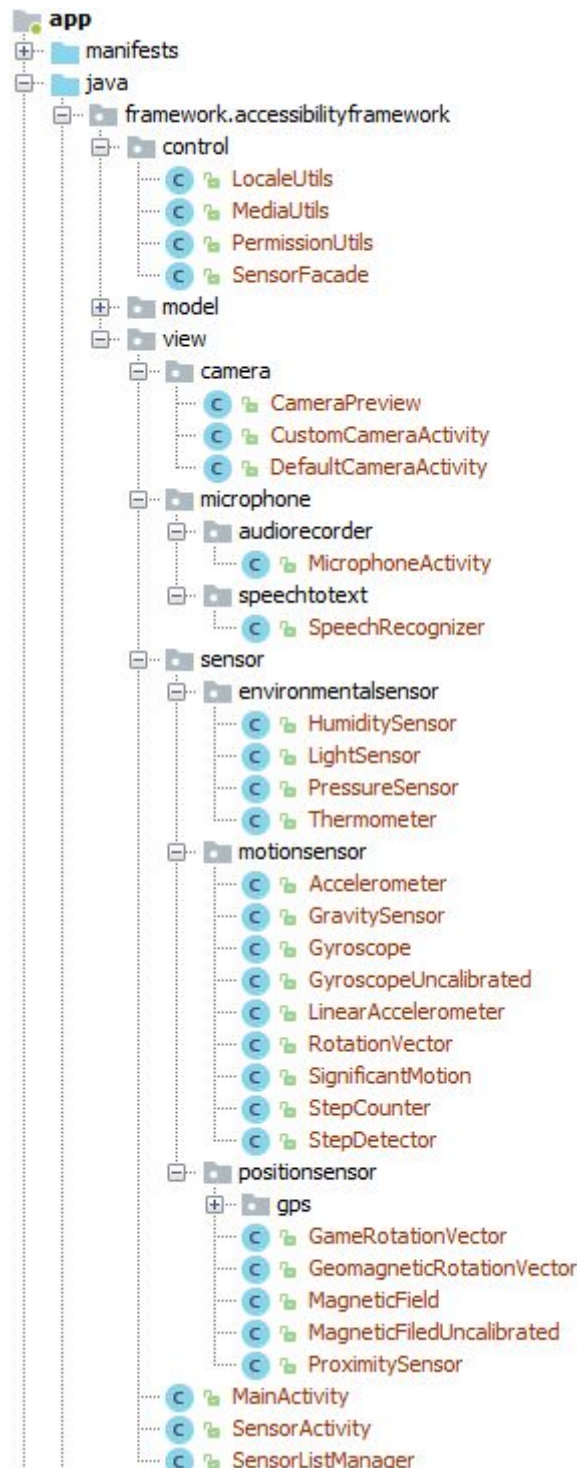 app
manifests
java
framework.accessibilityframework
control
LocaleUtils
MediaUtils
PermissionUtils
SensorFacade
model
view
camera
CameraPreview
CustomCameraActivity
DefaultCameraActivity
microphone
audiorecorder
MicrophoneActivity
speechtotext
SpeechRecognizer
sensor
environmentalsensor
HumiditySensor
LightSensor
PressureSensor
Thermometer
motionsensor
Accelerometer
GravitySensor
Gyroscope
GyroscopeUncalibrated
LinearAccelerometer
RotationVector
SignificantMotion
StepCounter
StepDetector
positionsensor
gps
GameRotationVector
GeomagneticRotationVector
MagneticField
MagneticFiledUncalibrated
ProximitySensor
MainActivity
SensorActivity
SensorListManager